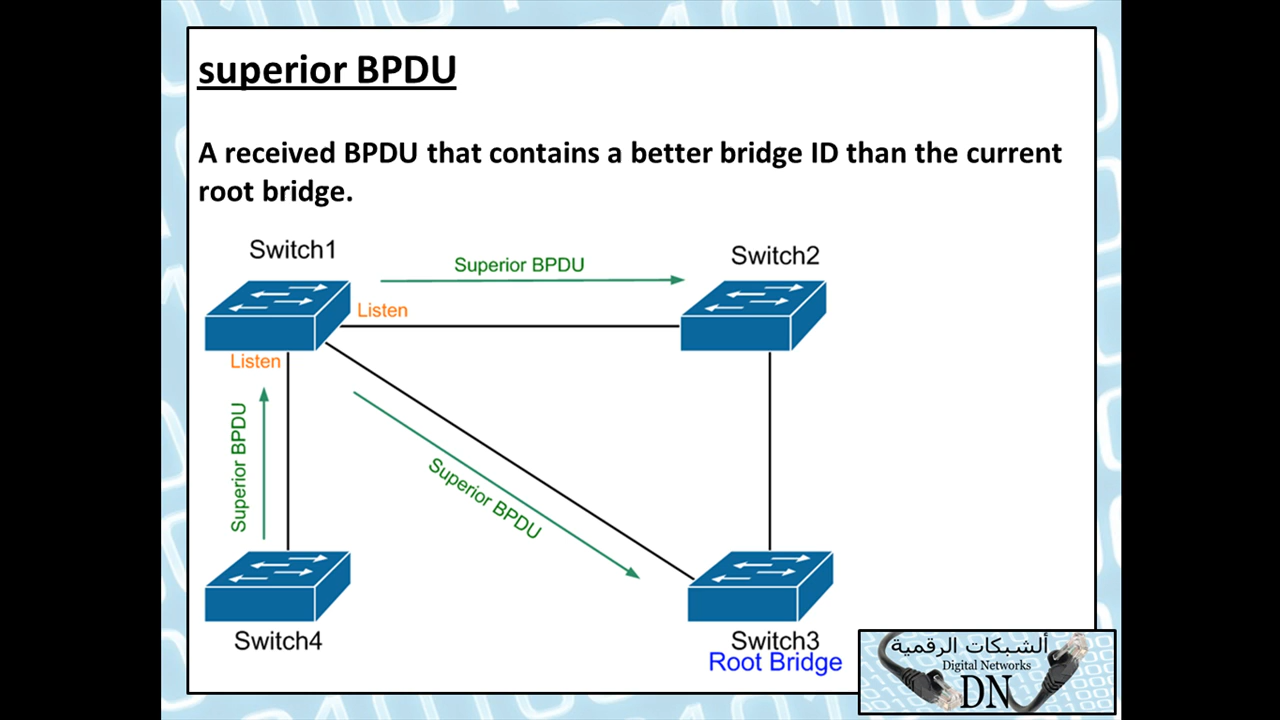 superior BPDU
A received BPDU that contains a better bridge ID than the current
root bridge.
Switch1
Superior BPDU
Switch2
Listen
Listen
Superior BPDU
Superior BPDU
Switch4
Switch3
Root Bridge
ألشبكات الرقمية
Digital Networks
DN